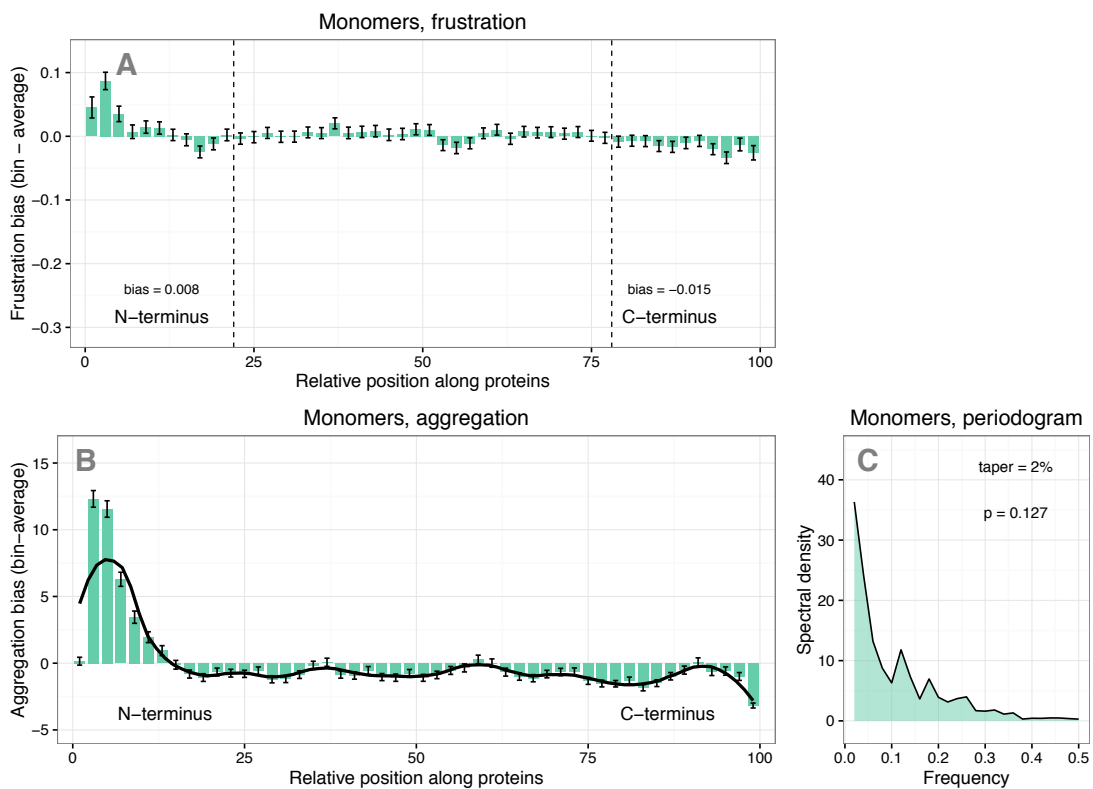 Monomers, frustration
A
Frustration bias (bin − average)
0.1
0.0
−0.1
−0.2
−0.3
bias = 0.008
N−terminus
bias = −0.015
C−terminus
0 25 50 75 100
Relative position along proteins
Monomers, aggregation
B
Aggregation bias (bin−average)
15
10
5
0
−5
N−terminus
C−terminus
0 25 50 75 100
Relative position along proteins
Monomers, periodogram
C
taper = 2%
p = 0.127
Spectral density
40
30
20
10
0
0.0 0.1 0.2 0.3 0.4 0.5
Frequency